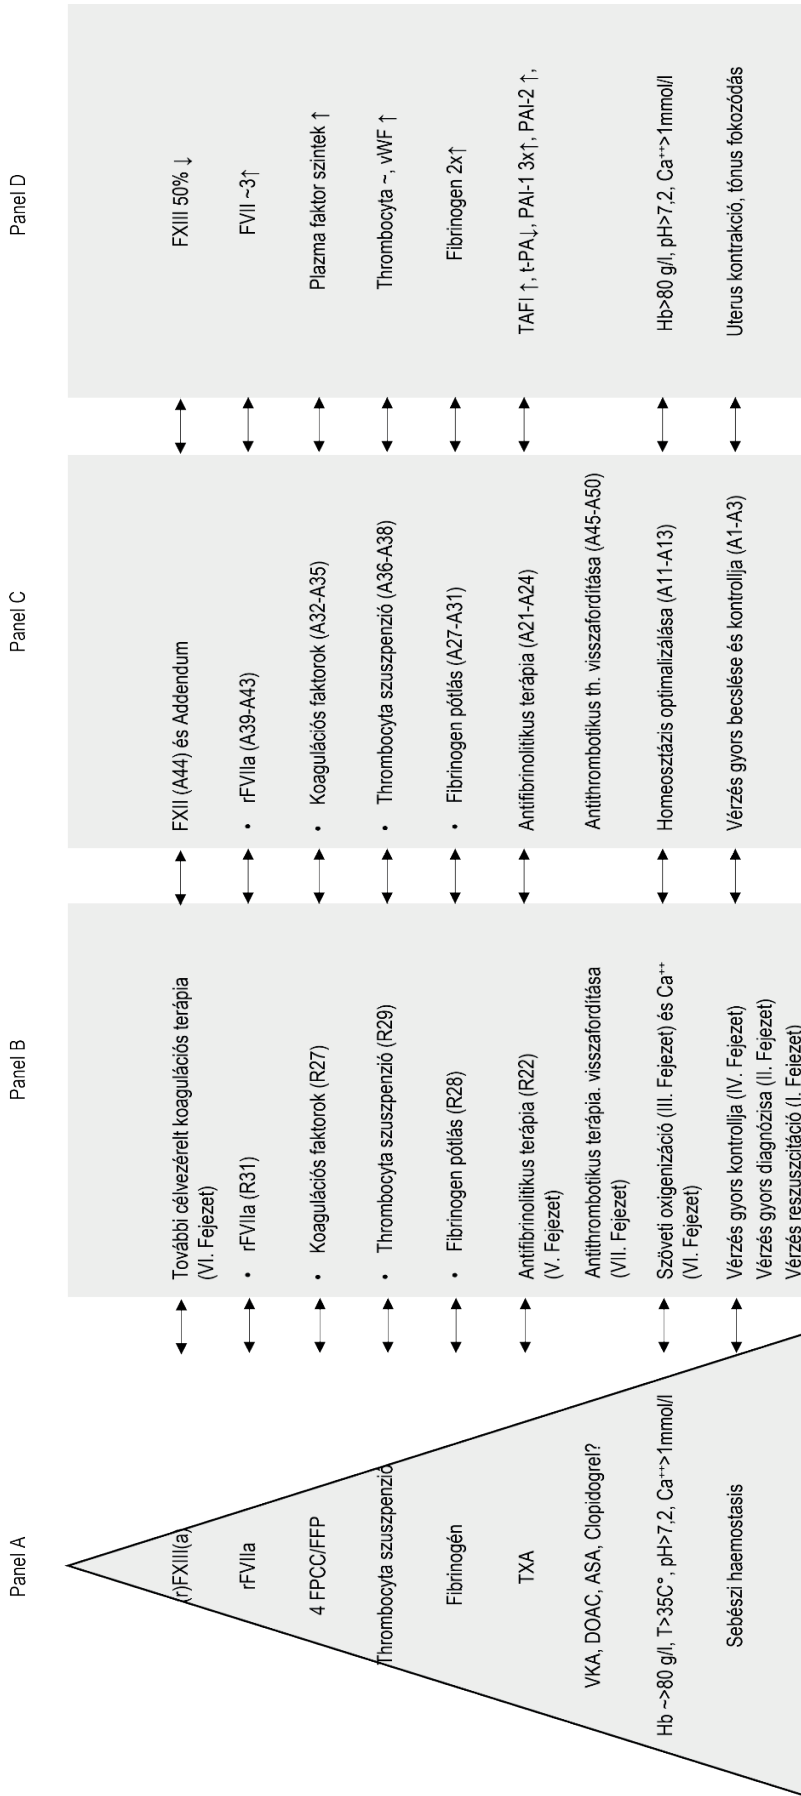 Panel A
(r)FXIII(a)
rFVIIa
4 FPCC/FFP
Thrombocyta szuszpenzió
Fibrinogén
TXA
VKA, DOAC, ASA, Clopidogrel?
Hb ~>80 g/l, T>35C°, pH>7,2, Ca⁺⁺>1mmol/l
Sebészi haemostasis
Panel B
További célvezérelt koagulációs terápia
(VI. Fejezet)
• rFVIIa (R31)
• Koagulációs faktorok (R27)
• Thrombocyta szuszpenzió (R29)
• Fibrinogen pótlás (R28)
Antifibrinolitikus terápia (R22)
(V. Fejezet)
Antithrombotikus terápia. visszafordítása
(VII. Fejezet)
Szöveti oxigenizáció (III. Fejezet) és Ca⁺⁺
(VI. Fejezet)
Vérzés gyors kontrollja (IV. Fejezet)
Vérzés gyors diagnózisa (II. Fejezet)
Vérzés reszuszcitáció (I. Fejezet)
Panel C
FXII (A44) és Addendum
• rFVIIa (A39-A43)
• Koagulációs faktorok (A32-A35)
• Thrombocyta szuszpenzió (A36-A38)
• Fibrinogen pótlás (A27-A31)
Antifibrinolitikus terápia (A21-A24)
Antithrombotikus th. visszafordítása (A45-A50)
Homeosztázis optimalizálása (A11-A13)
Vérzés gyors becslése és kontrollja (A1-A3)
Panel D
FXIII 50% ↓
FVII ~3↑
Plazma faktor szintek ↑
Thrombocyta ~, vWF ↑
Fibrinogen 2x↑
TAFI ↑, t-PA↓, PAI-1 3x↑, PAI-2 ↑,
Hb>80 g/l, pH>7,2, Ca⁺⁺>1mmol/l
Uterus kontrakció, tónus fokozódás